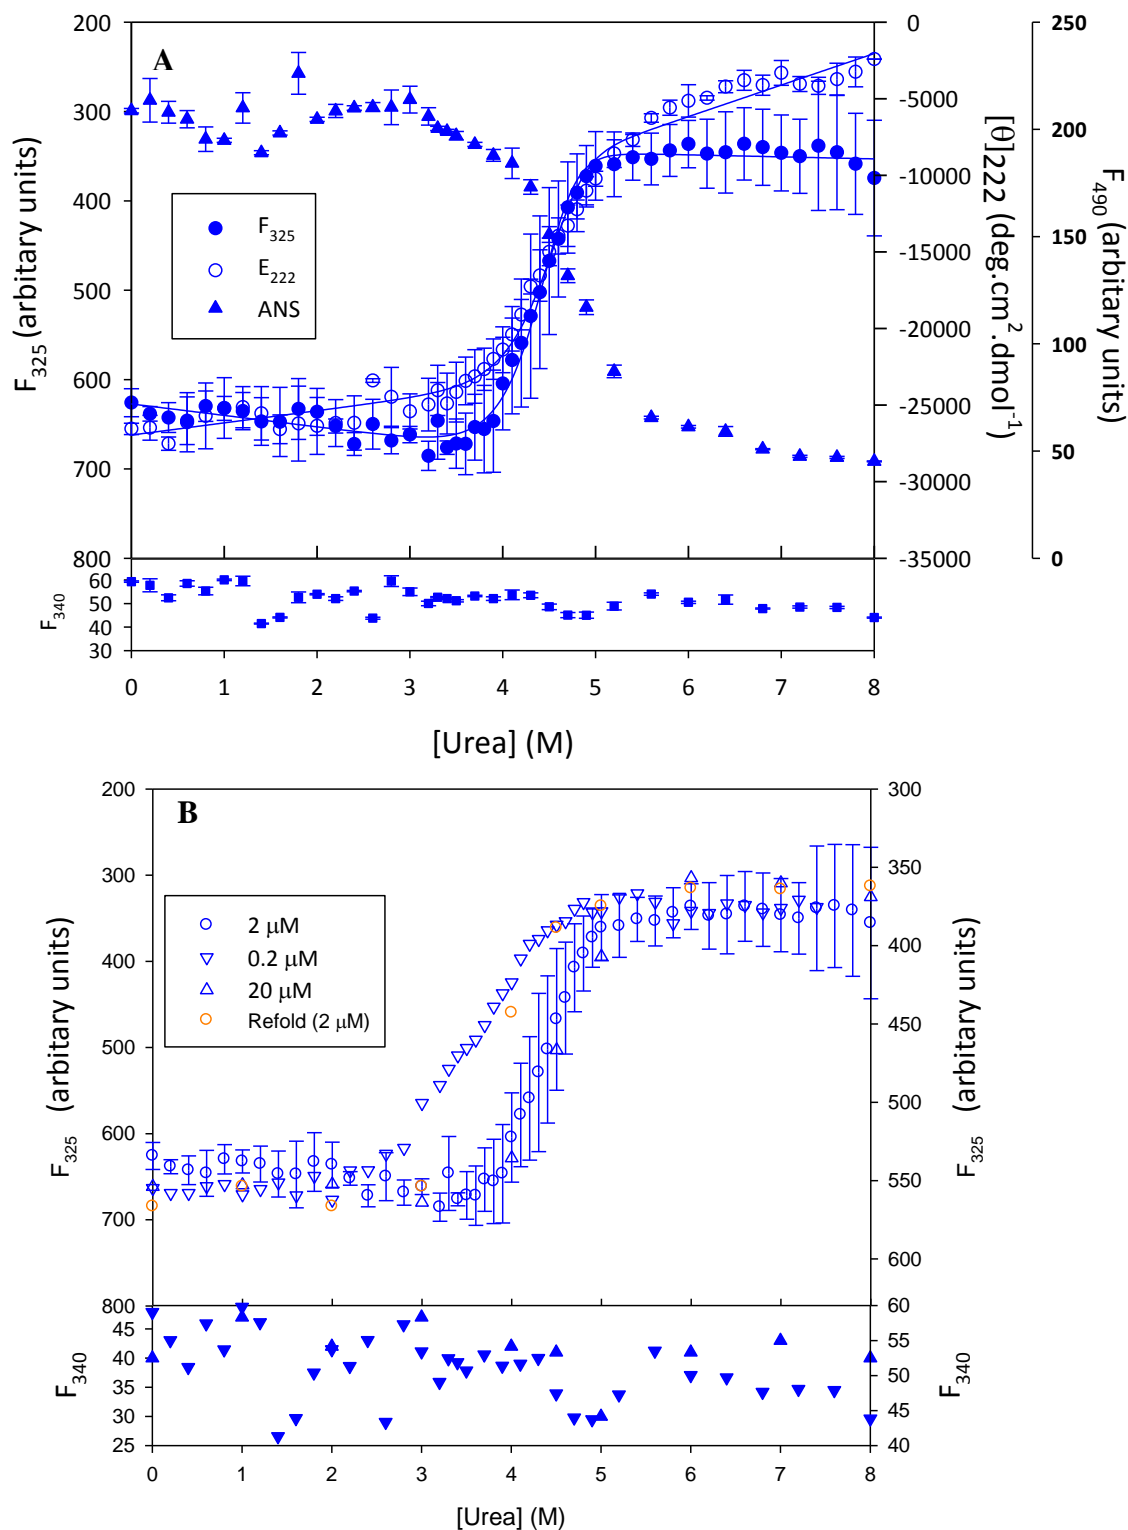 A
200
300
400
500
600
700
800
F325 (arbitary units)
F325
E222
ANS
0
-5000
-10000
-15000
-20000
-25000
-30000
-35000
[θ]222 (deg.cm2.dmol-1)
250
200
150
100
50
0
F490 (arbitary units)
60
50
40
30
F340
0 1 2 3 4 5 6 7 8
[Urea] (M)
B
200
300
400
500
600
700
800
F325 (arbitary units)
2 μM
0.2 μM
20 μM
Refold (2 μM)
300
350
400
450
500
550
600
F325 (arbitary units)
45
40
35
30
25
F340
60
55
50
45
40
F340
0 1 2 3 4 5 6 7 8
[Urea] (M)